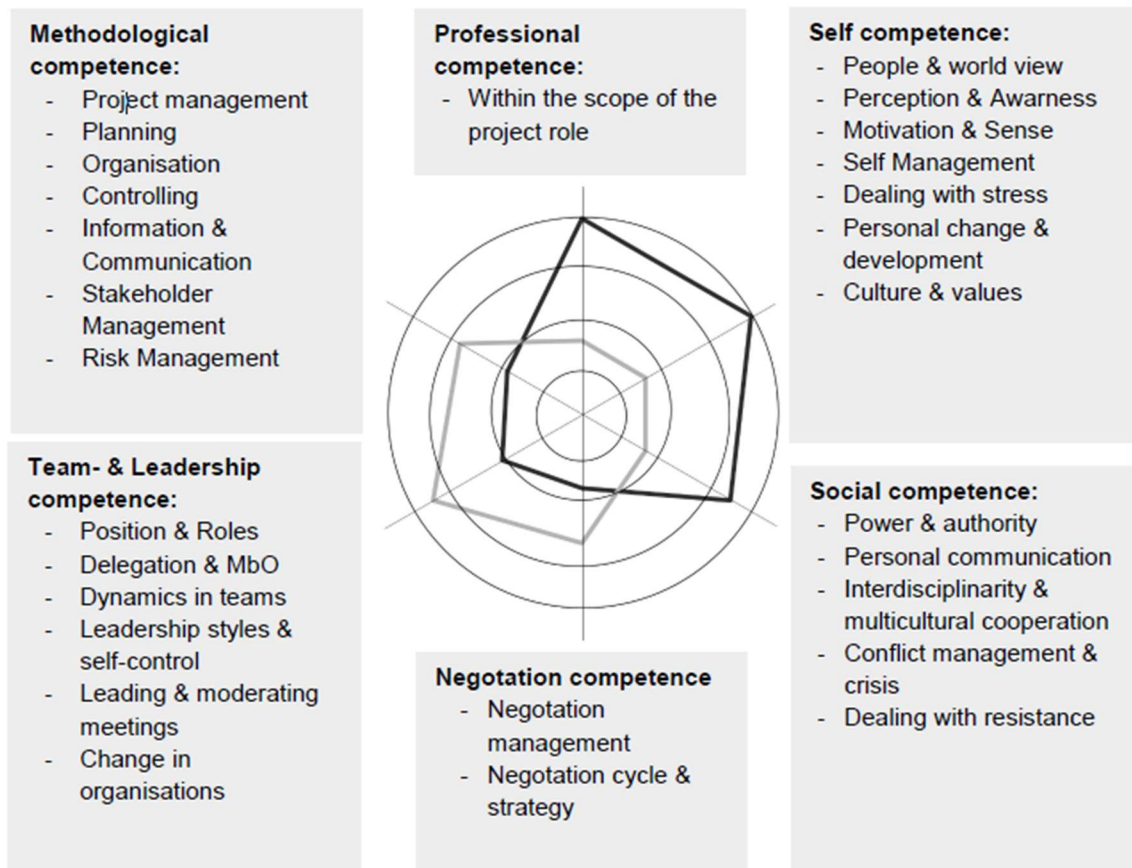 Methodological
competence:
- Project management
- Planning
- Organisation
- Controlling
- Information &
Communication
- Stakeholder
Management
- Risk Management
Professional
competence:
- Within the scope of the
project role
Self competence:
- People & world view
- Perception & Awarness
- Motivation & Sense
- Self Management
- Dealing with stress
- Personal change &
development
- Culture & values
Team- & Leadership
competence:
- Position & Roles
- Delegation & MbO
- Dynamics in teams
- Leadership styles &
self-control
- Leading & moderating
meetings
- Change in
organisations
Negotation competence
- Negotation
management
- Negotation cycle &
strategy
Social competence:
- Power & authority
- Personal communication
- Interdisciplinarity &
multicultural cooperation
- Conflict management &
crisis
- Dealing with resistance